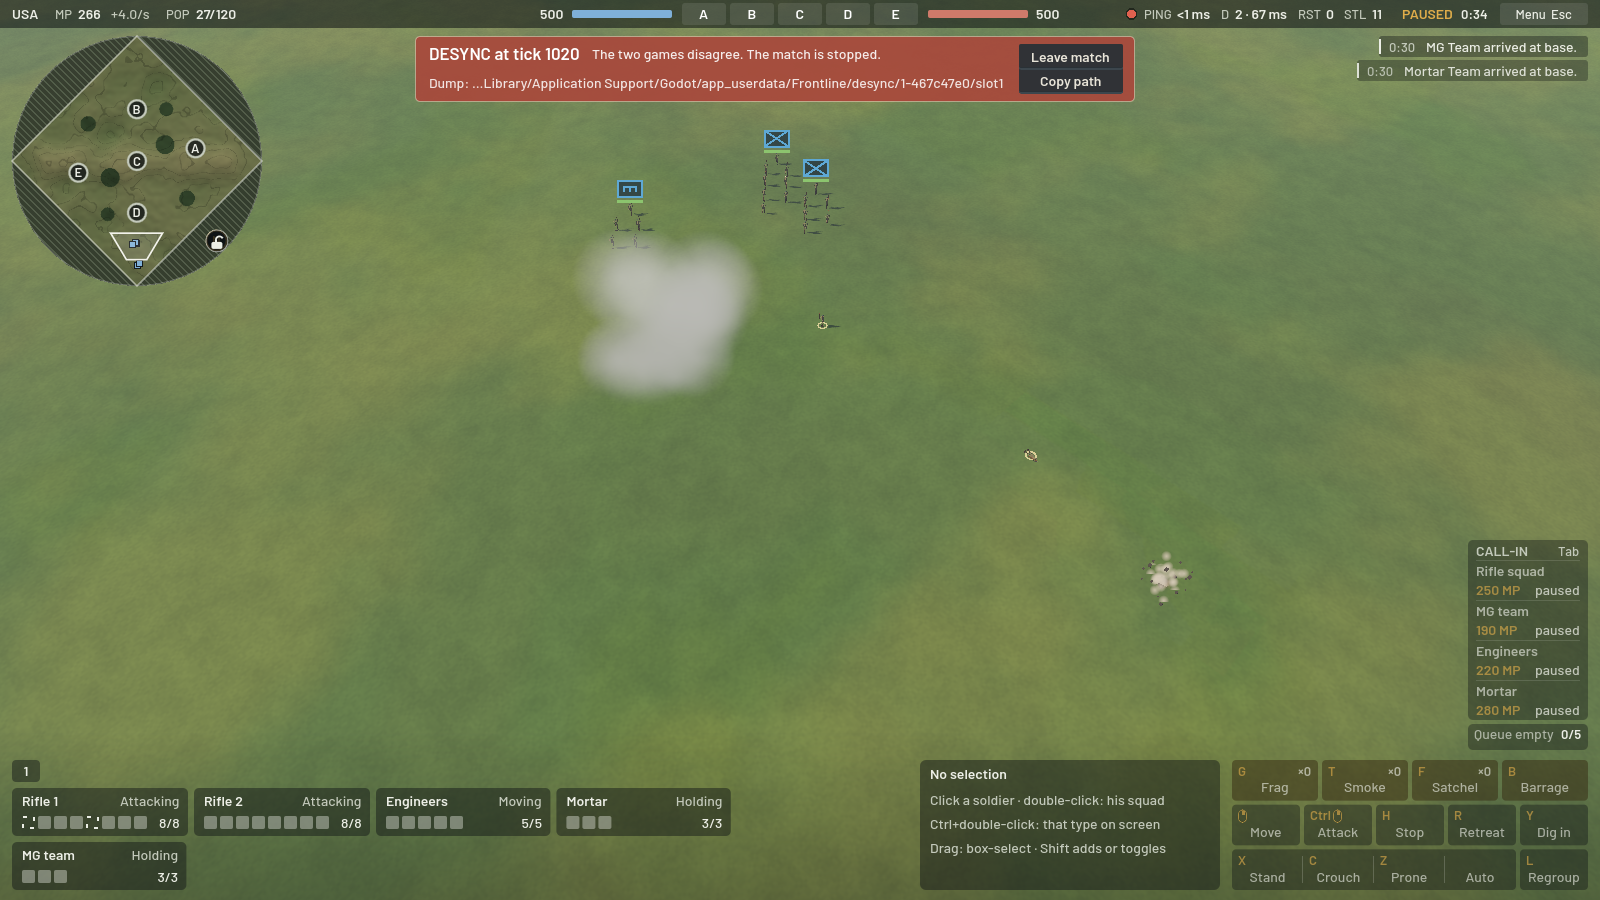 USA MP 266 +4.0/s POP 27/120
500 A B C D E 500
PING <1 ms D 2 · 67 ms RST 0 STL 11 PAUSED 0:34 Menu Esc
DESYNC at tick 1020 The two games disagree. The match is stopped.
Dump: ...Library/Application Support/Godot/app_userdata/Frontline/desync/1-467c47e0/slot1
Leave match
Copy path
0:30 MG Team arrived at base.
0:30 Mortar Team arrived at base.
B
A
C
E
D
E
CALL-IN Tab
Rifle squad
250 MP paused
MG team
190 MP paused
Engineers
220 MP paused
Mortar
280 MP paused
Queue empty 0/5
1
Rifle 1 Attacking
8/8
Rifle 2 Attacking
8/8
Engineers Moving
5/5
Mortar Holding
3/3
MG team Holding
3/3
No selection
Click a soldier · double-click: his squad
Ctrl+double-click: that type on screen
Drag: box-select · Shift adds or toggles
G ×0 Frag
T ×0 Smoke
F ×0 Satchel
B Barrage
Move
Ctrl Attack
H Stop
R Retreat
Y Dig in
X Stand
C Crouch
Z Prone
Auto
L Regroup